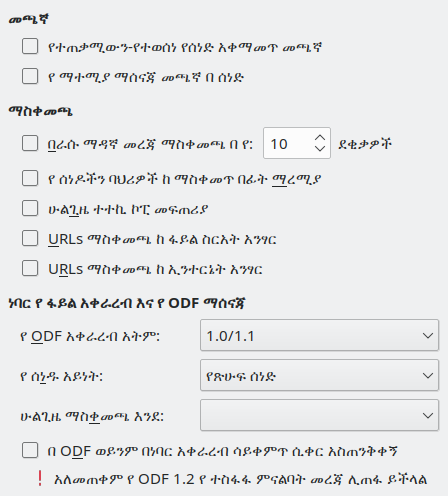 መጫኛ
የተጠቃሚውን-የተወሰነ የሰነድ አቀማመጥ መጫኛ
የ ማተሚያ ማሰናጃ መጫኛ በ ሰነድ
ማስቀመጫ
በራሱ ማዳኛ መረጃ ማስቀመጫ በ የ: 10 ደቂቃዎች
የ ሰነዶችን ባህሪዎች ከ ማስቀመጥ በፊት ማረሚያ
ሁልጊዜ ተተኪ ኮፒ መፍጠሪያ
URLs ማስቀመጫ ከ ፋይል ስርአት አንፃር
URLs ማስቀመጫ ከ ኢንተርኔት አንፃር
ነባር የ ፋይል አቀራረብ እና የ ODF ማሰናጃ
የ ODF አቀራረብ እትም: 1.0/1.1
የ ሰነዱ አይነት: የጽሁፍ ሰነድ
ሁልጊዜ ማስቀመጫ እንደ:
በ ODF ወይንም በነባር አቀራረብ ሳይቀምጥ ሲቀር አስጠንቅቀኝ
አለመጠቀም የ ODF 1.2 የ ተስፋፋ ምናልባት መረጃ ሊጠፋ ይችላል